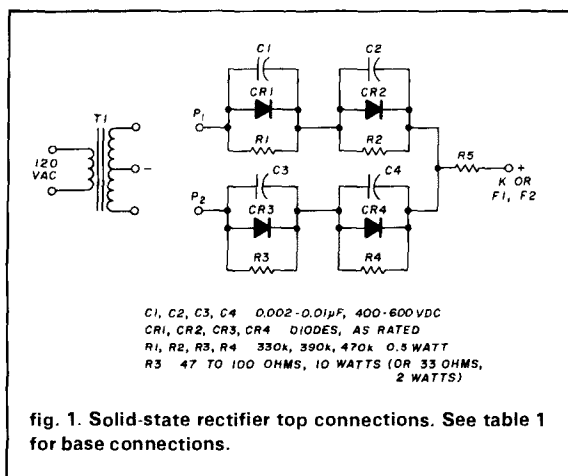 C1
C2
CR1
CR2
P1
R1
R2
T1
120
VAC
−
R5
+
K OR
F1, F2
C3
C4
P2
CR3
CR4
R3
R4
C1, C2, C3, C4 0.002-0.01µF, 400-600VDC
CR1, CR2, CR3, CR4 DIODES, AS RATED
R1, R2, R3, R4 330k, 390k, 470k 0.5 WATT
R3 47 TO 100 OHMS, 10 WATTS (OR 33 OHMS,
2 WATTS)
fig. 1. Solid-state rectifier top connections. See table 1
for base connections.